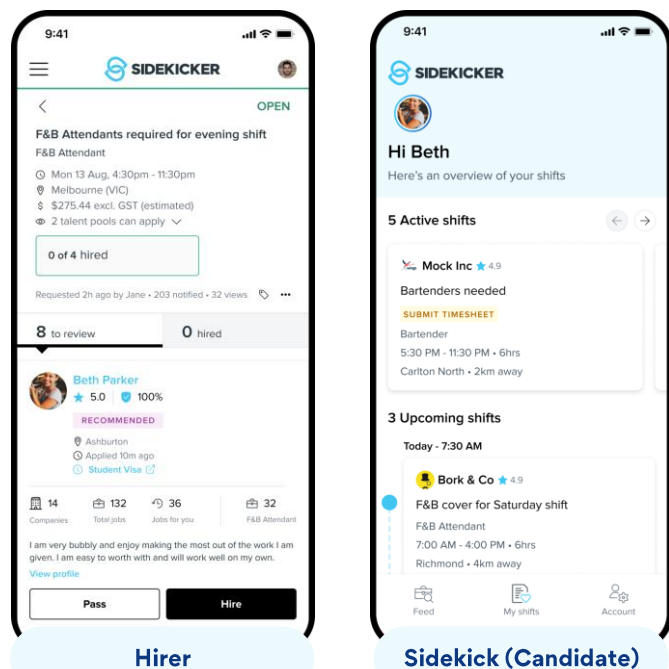 9:41
SIDEKICKER
OPEN
F&B Attendants required for evening shift
F&B Attendant
Mon 13 Aug, 4:30pm - 11:30pm
Melbourne (VIC)
$ $275.44 excl. GST (estimated)
2 talent pools can apply
0 of 4 hired
Requested 2h ago by Jane • 203 notified • 32 views
8 to review
0 hired
Beth Parker
5.0 100%
RECOMMENDED
Ashburton
Applied 10m ago
Student Visa
14 132 36 32
Companies Total jobs Jobs for you F&B Attendant
I am very bubbly and enjoy making the most out of the work I am
given. I am easy to worth with and will work well on my own.
View profile
Pass Hire
Hirer
9:41
SIDEKICKER
Hi Beth
Here's an overview of your shifts
5 Active shifts
Mock Inc 4.9
Bartenders needed
SUBMIT TIMESHEET
Bartender
5:30 PM - 11:30 PM • 6hrs
Carlton North • 2km away
3 Upcoming shifts
Today - 7:30 AM
Bork & Co 4.9
F&B cover for Saturday shift
F&B Attendant
7:00 AM - 4:00 PM • 6hrs
Richmond • 4km away
Feed My shifts Account
Sidekick (Candidate)